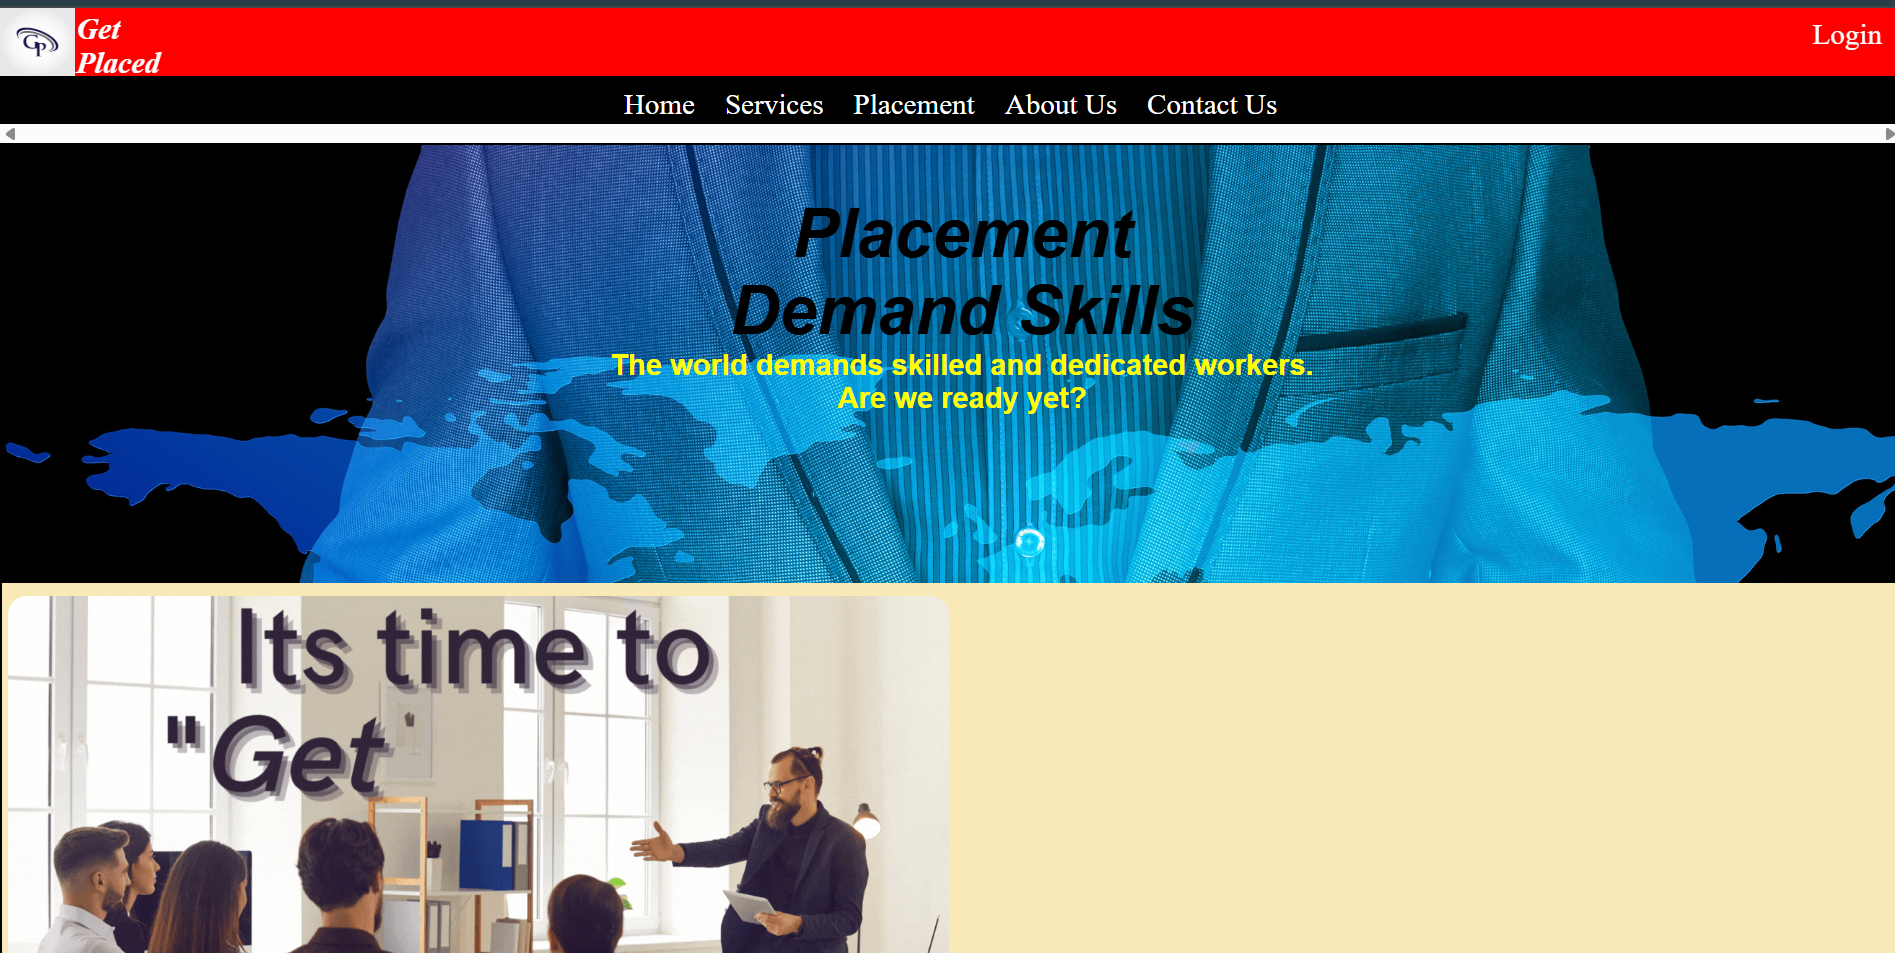 GP
Get
Placed
Login
Home Services Placement About Us Contact Us
Placement
Demand Skills
The world demands skilled and dedicated workers.
Are we ready yet?
Its time to
"Get